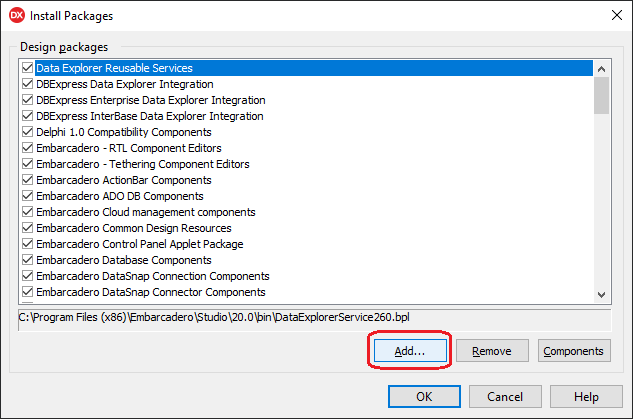 DX Install Packages
Design packages
Data Explorer Reusable Services
DBExpress Data Explorer Integration
DBExpress Enterprise Data Explorer Integration
DBExpress InterBase Data Explorer Integration
Delphi 1.0 Compatibility Components
Embarcadero - RTL Component Editors
Embarcadero - Tethering Component Editors
Embarcadero ActionBar Components
Embarcadero ADO DB Components
Embarcadero Cloud management components
Embarcadero Common Design Resources
Embarcadero Control Panel Applet Package
Embarcadero Database Components
Embarcadero DataSnap Connection Components
Embarcadero DataSnap Connector Components
C:\Program Files (x86)\Embarcadero\Studio\20.0\bin\DataExplorerService260.bpl
Add... Remove Components
OK Cancel Help